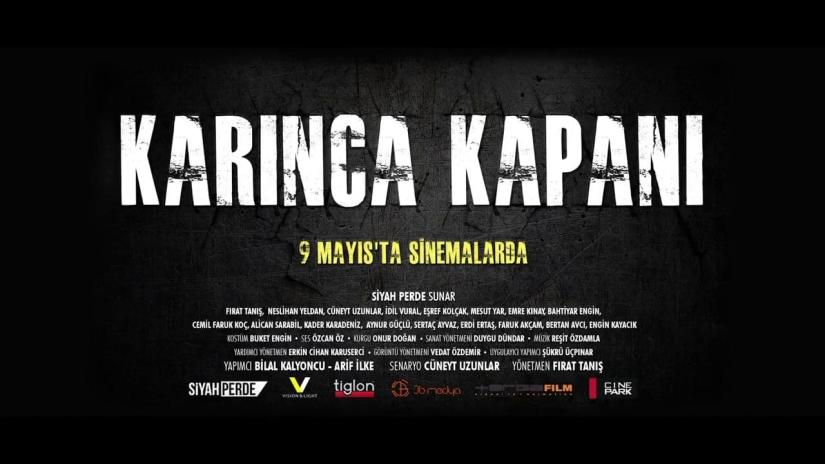 KARINCA KAPANI
9 MAYIS'TA SİNEMALARDA
SİYAH PERDE SUNAR
FIRAT TANIŞ, NESLİHAN YELDAN, CÜNEYT UZUNLAR, İDİL VURAL, EŞREF KOLÇAK, MESUT YAR, EMRE KINAY, BAHTİYAR ENGİN,
CEMİL FARUK KOÇ, ALİCAN SARABİL, KADER KARADENİZ, AYNUR GÜÇLÜ, SERTAÇ AYVAZ, ERDİ ERTAŞ, FARUK AKÇAM, BERTAN AVCI, ENGİN KAYACIK
KOSTÜM BUKET ENGİN • SES ÖZCAN ÖZ • KURGU ONUR DOĞAN • SANAT YÖNETMENİ DUYGU DÜNDAR • MÜZİK REŞİT ÖZDAMLA
YARDIMCI YÖNETMEN ERKİN CİHAN KARUSERCİ • GÖRÜNTÜ YÖNETMENİ VEDAT ÖZDEMİR • UYGULAYICI YAPIMCI ŞÜKRÜ ÜÇPINAR
YAPIMCI BİLAL KALYONCU - ARİF İLKE SENARYO CÜNEYT UZUNLAR YÖNETMEN FIRAT TANIŞ
SİYAH PERDE VISION & LIGHT tiglon Jb medya FILM CINE PARK